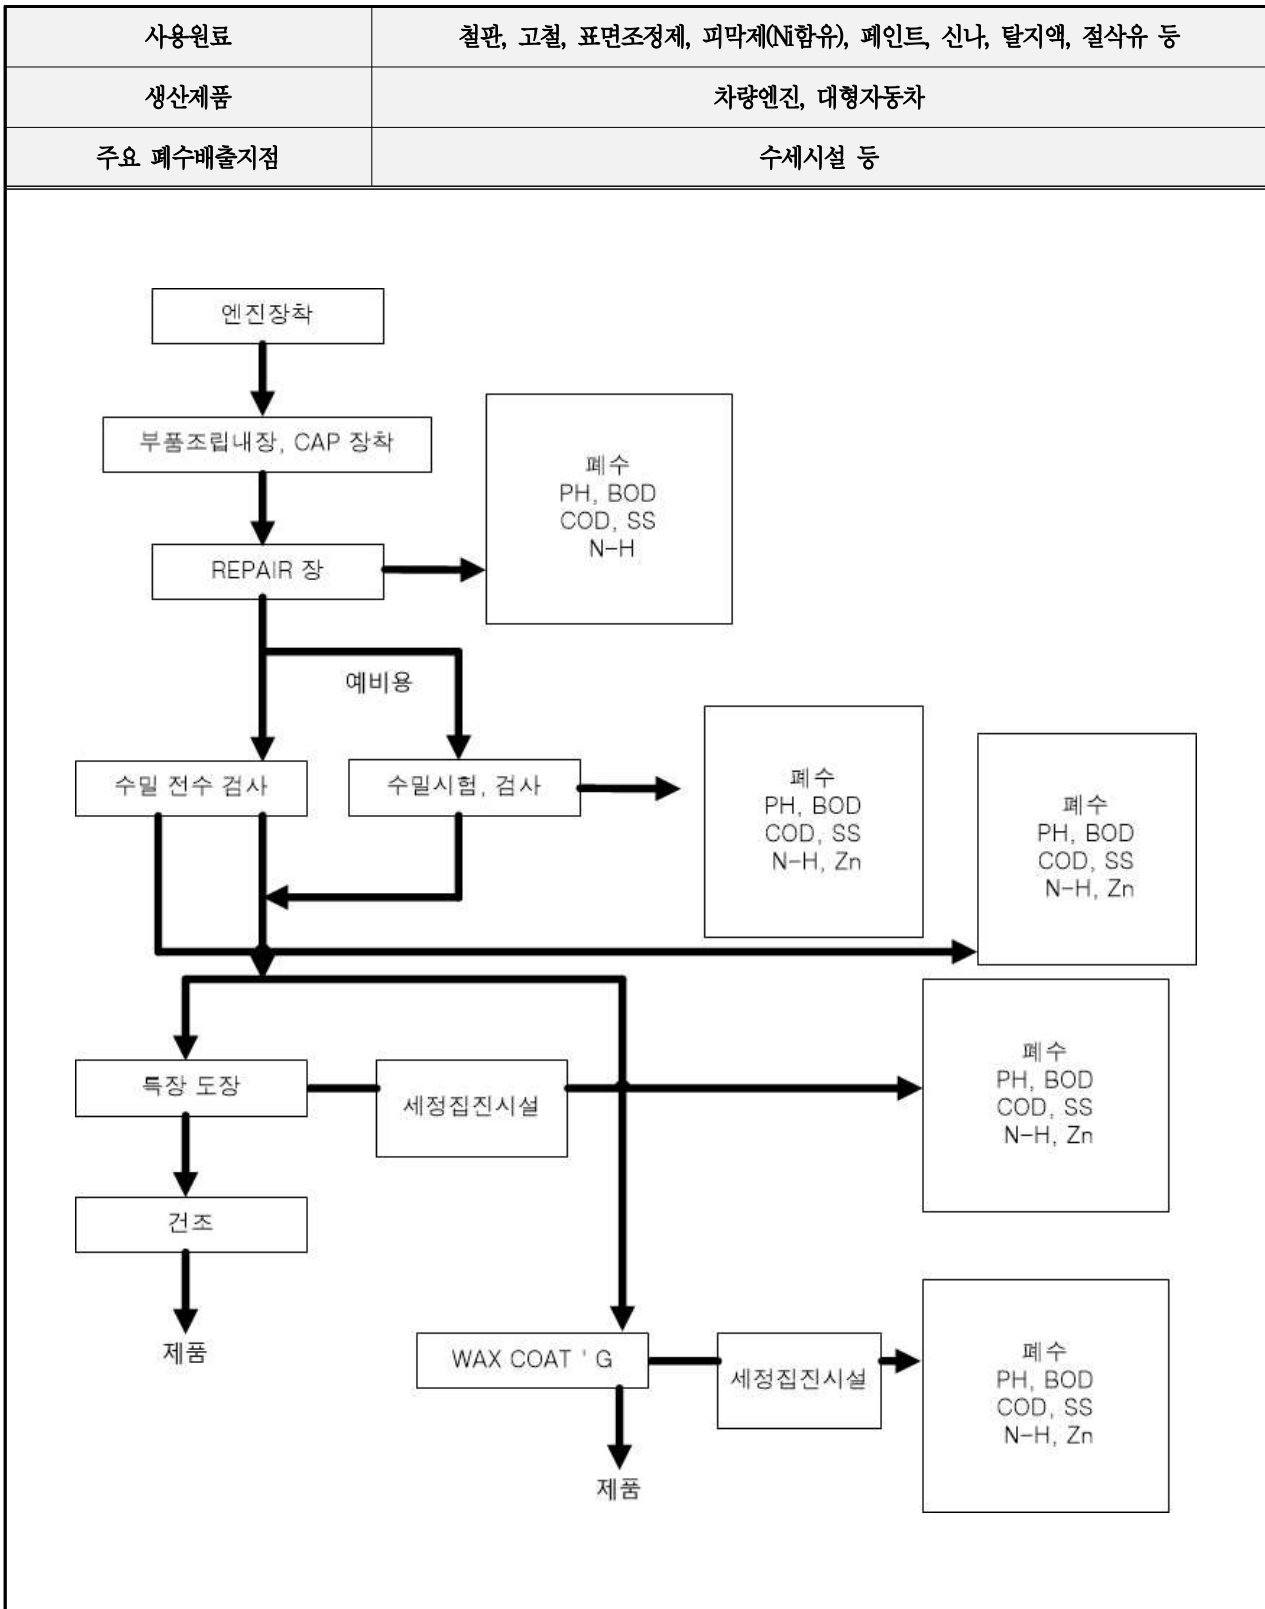 사용원료 철판, 고철, 표면조정제, 피막제(Ni함유), 페인트, 신나, 탈지액, 절삭유 등
생산제품 차량엔진, 대형자동차
주요 폐수배출지점 수세시설 등
엔진장착
부품조립내장, CAP 장착
폐수
PH, BOD
COD, SS
N-H
REPAIR 장
예비용
수밀 전수 검사
수밀시험, 검사
폐수
PH, BOD
COD, SS
N-H, Zn
폐수
PH, BOD
COD, SS
N-H, Zn
특장 도장
세정집진시설
폐수
PH, BOD
COD, SS
N-H, Zn
건조
제품
WAX COAT ' G
세정집진시설
폐수
PH, BOD
COD, SS
N-H, Zn
제품